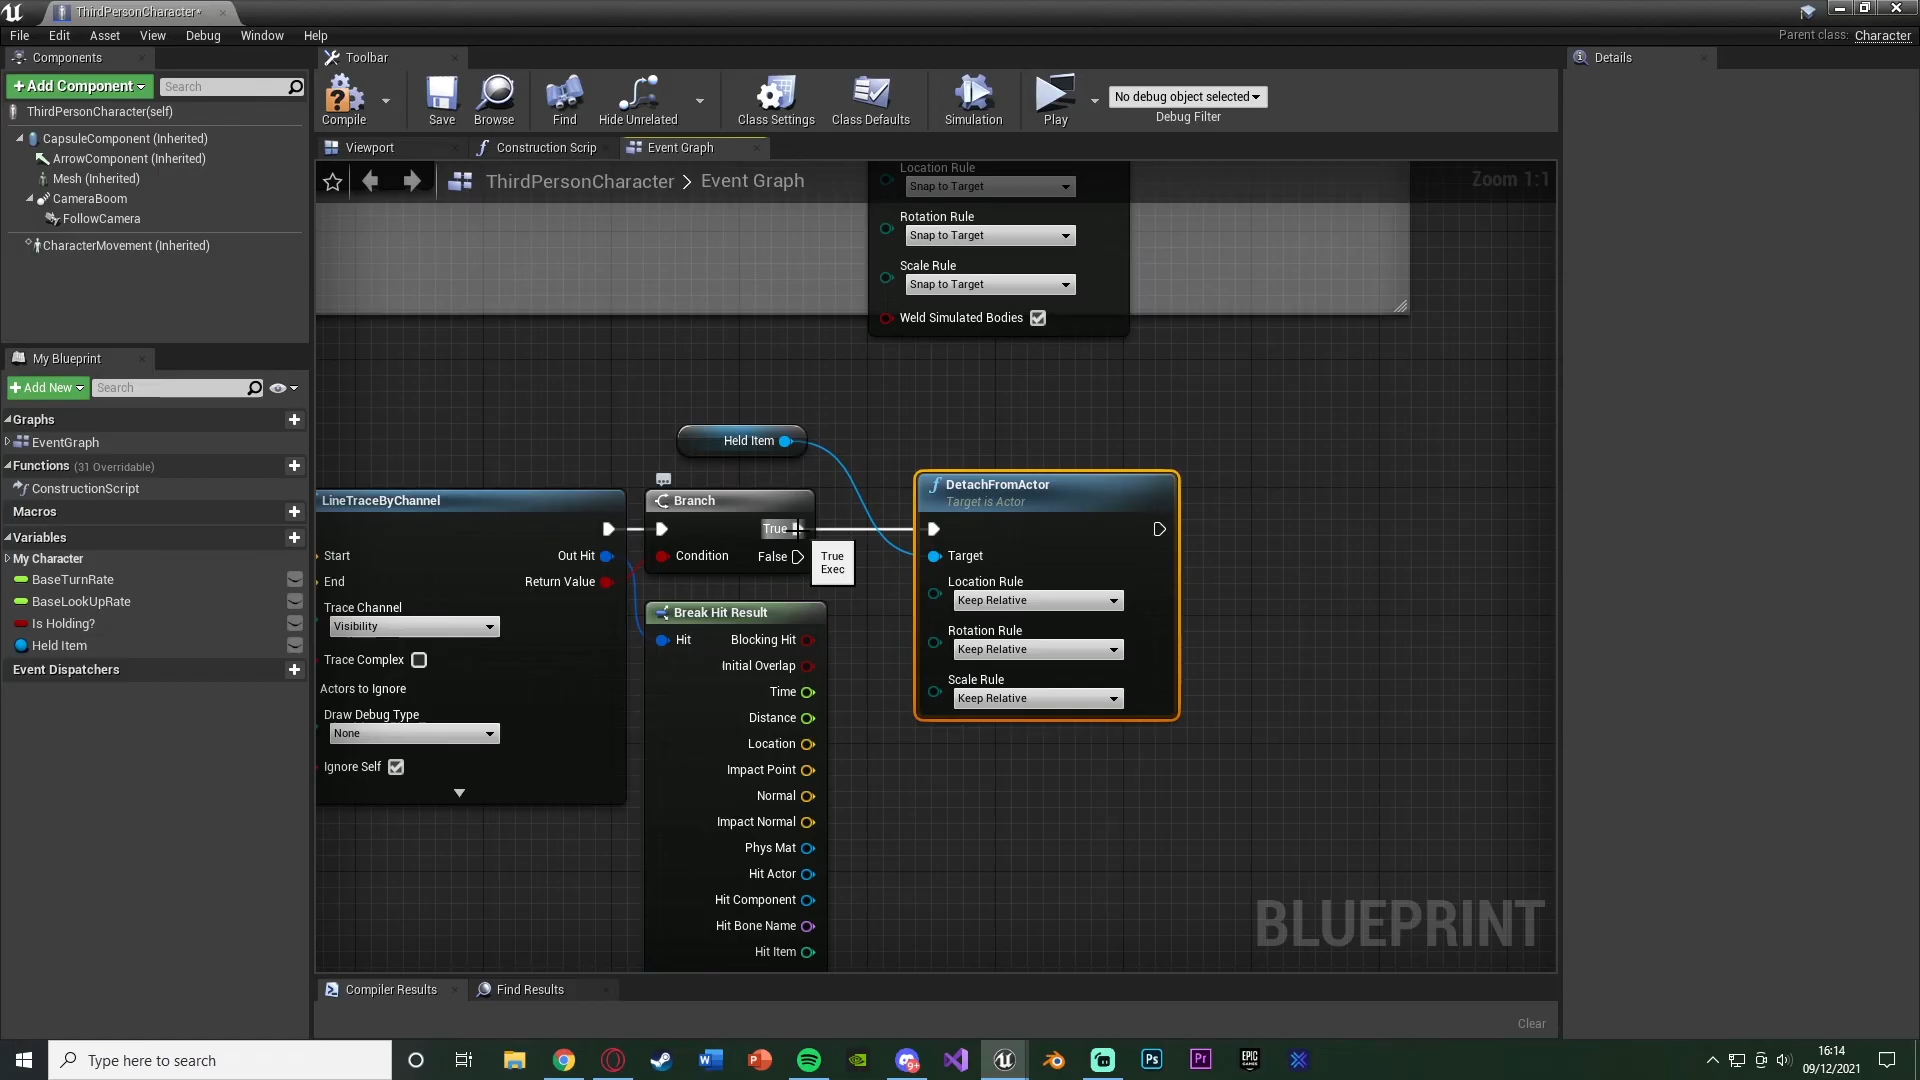 ThirdPersonCharacter*
File Edit Asset View Debug Window Help
Parent class: Character
Components
Toolbar
Details
+Add Component
Search
Compile
Save
Browse
Find
Hide Unrelated
Class Settings
Class Defaults
Simulation
Play
No debug object selected
Debug Filter
ThirdPersonCharacter(self)
CapsuleComponent (Inherited)
ArrowComponent (Inherited)
Mesh (Inherited)
CameraBoom
FollowCamera
CharacterMovement (Inherited)
Viewport
Construction Scrip
Event Graph
ThirdPersonCharacter > Event Graph
Zoom 1:1
Location Rule
Snap to Target
Rotation Rule
Snap to Target
Scale Rule
Snap to Target
Weld Simulated Bodies
My Blueprint
+Add New
Search
Graphs
EventGraph
Functions (31 Overridable)
ConstructionScript
Macros
Variables
My Character
BaseTurnRate
BaseLookUpRate
Is Holding?
Held Item
Event Dispatchers
Held Item
LineTraceByChannel
Start
End
Out Hit
Return Value
Trace Channel
Visibility
Trace Complex
Actors to Ignore
Draw Debug Type
None
Ignore Self
Branch
True
Condition
False
True
Exec
Break Hit Result
Hit
Blocking Hit
Initial Overlap
Time
Distance
Location
Impact Point
Normal
Impact Normal
Phys Mat
Hit Actor
Hit Component
Hit Bone Name
Hit Item
DetachFromActor
Target is Actor
Target
Location Rule
Keep Relative
Rotation Rule
Keep Relative
Scale Rule
Keep Relative
BLUEPRINT
Compiler Results
Find Results
Clear
Type here to search
9+
Ps
Pr
EPIC
GAMES
16:14
09/12/2021